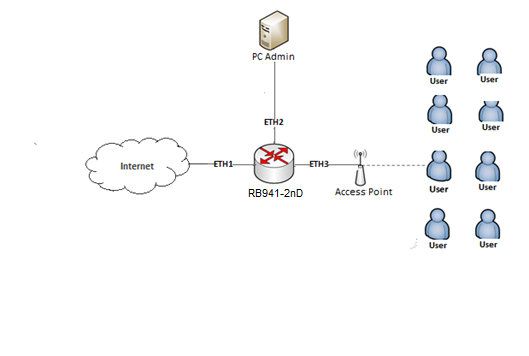 PC Admin
ETH2
Internet
ETH1
ETH3
RB941-2nD
Access Point
User
User
User
User
User
User
User
User